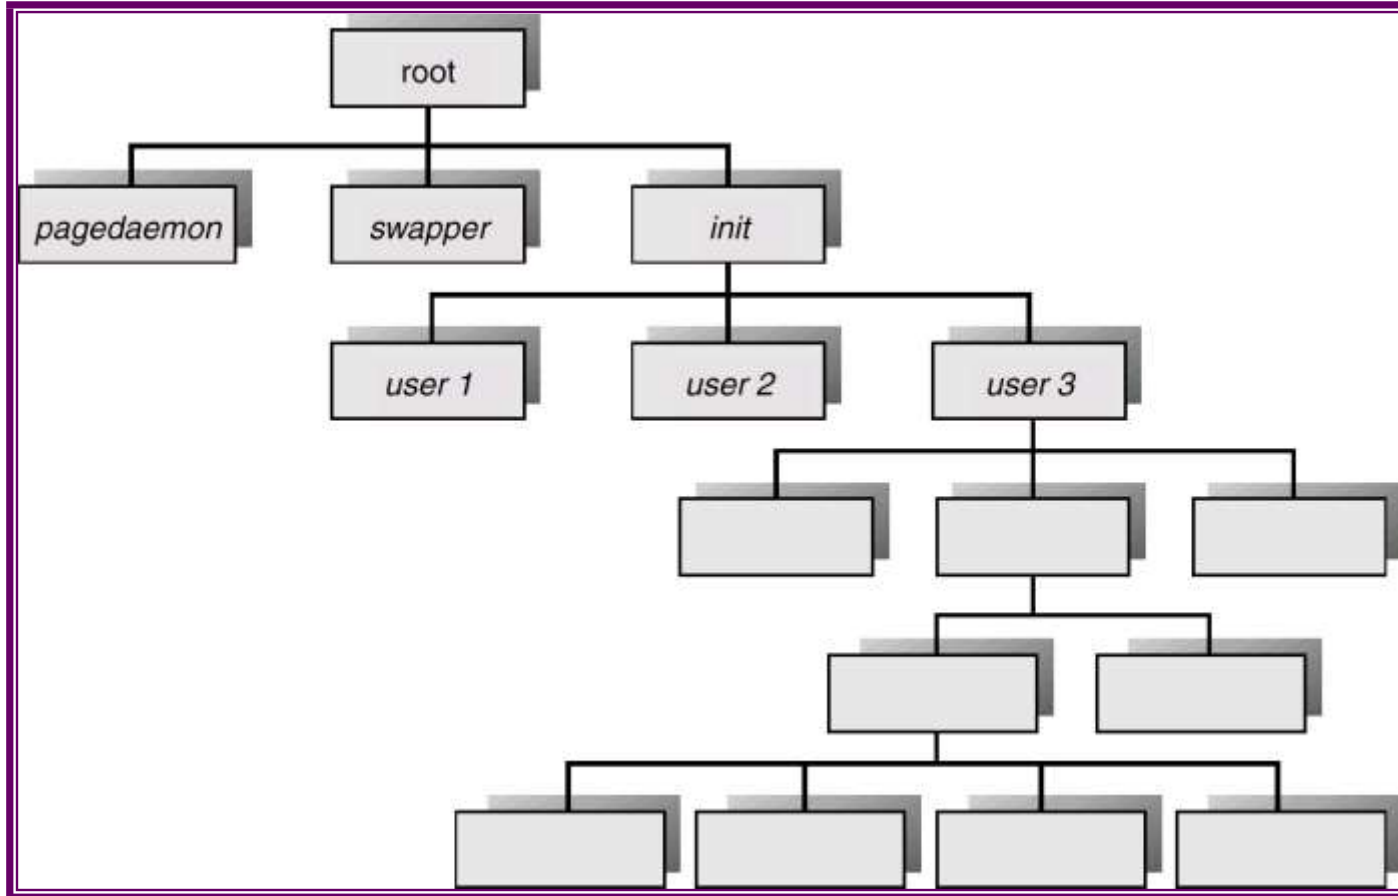 root
pagedaemon
swapper
init
user 1
user 2
user 3